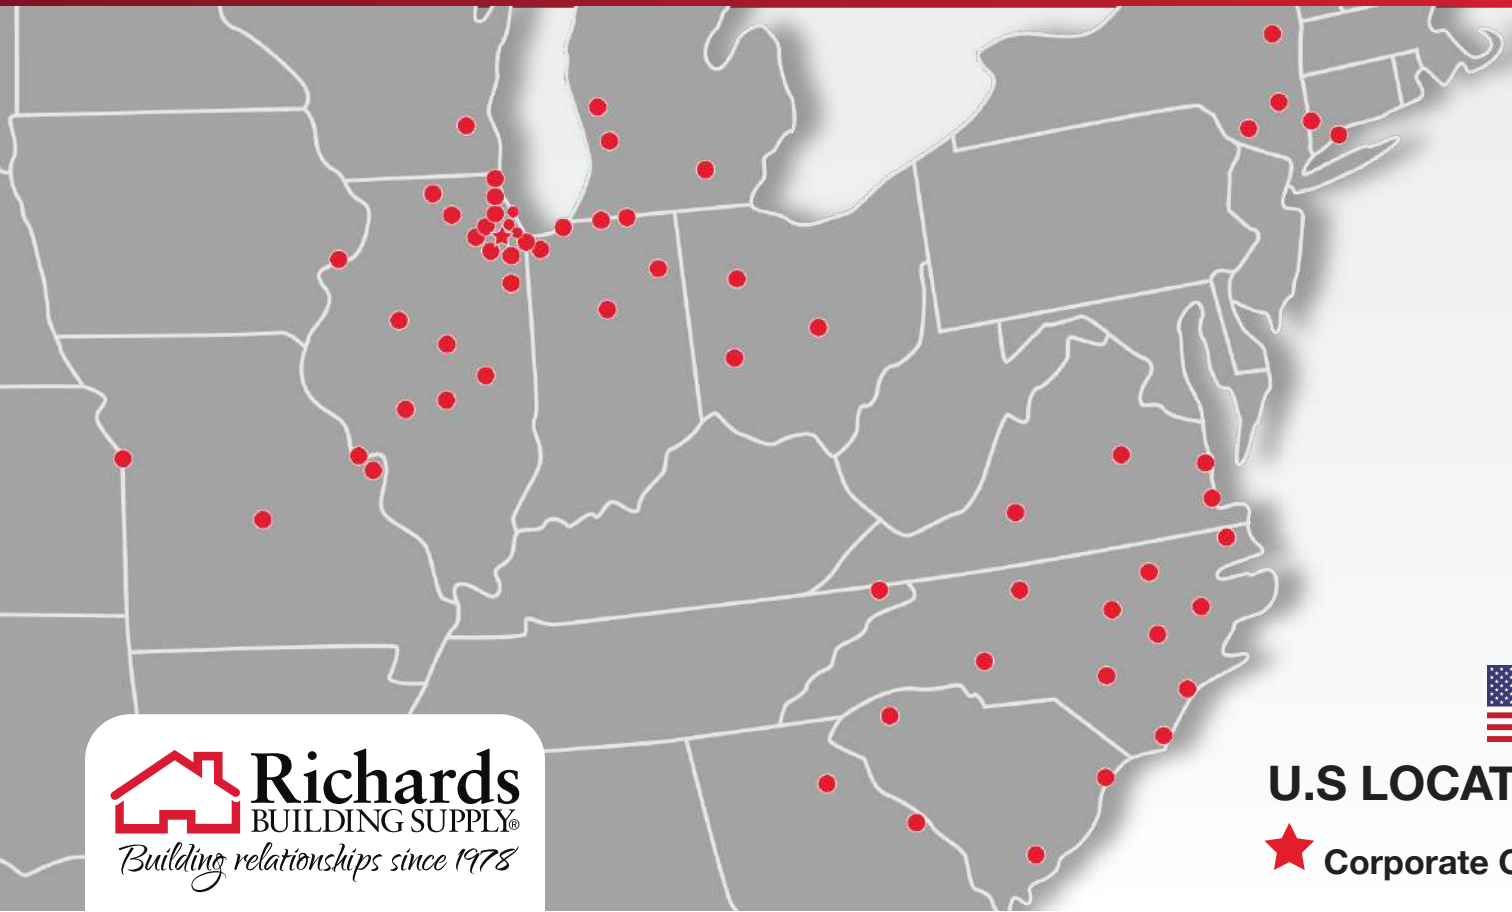 Richards
BUILDING SUPPLY®
Building relationships since 1978
U.S LOCAT
Corporate